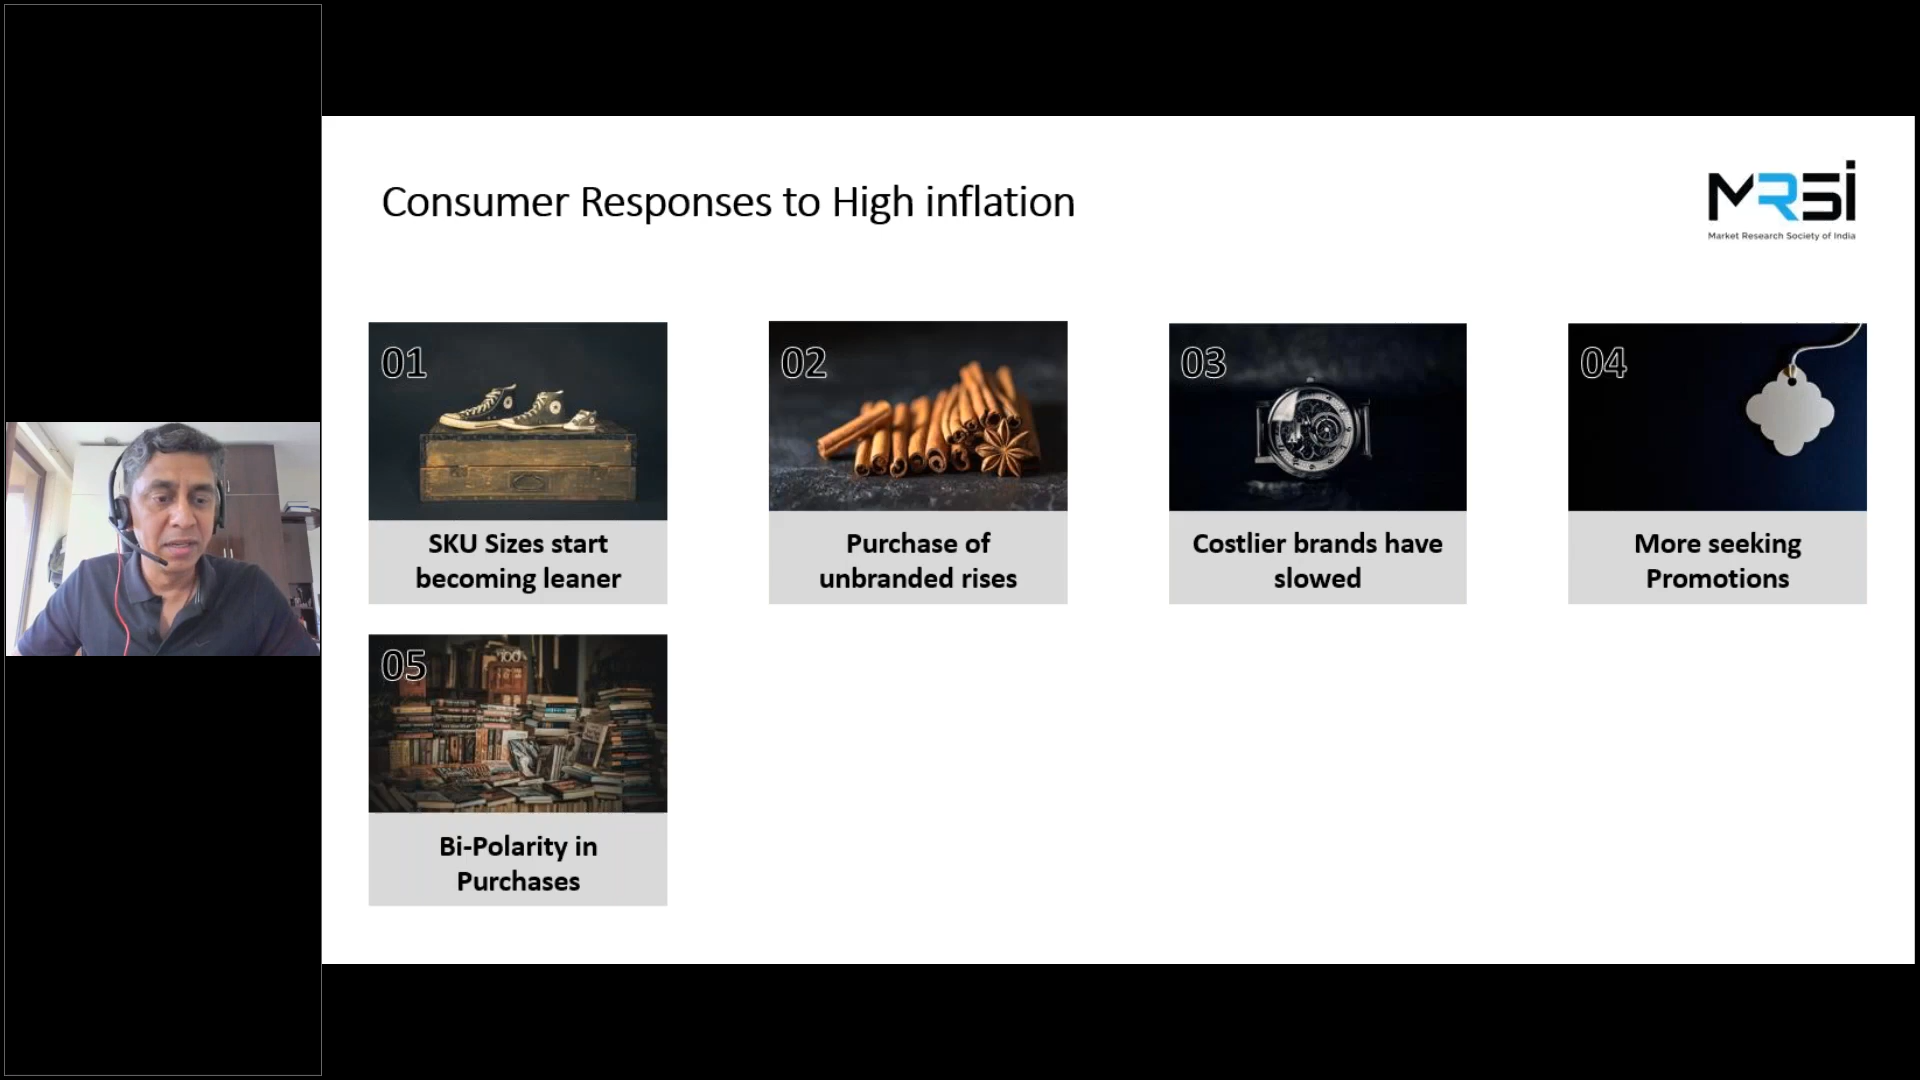 Consumer Responses to High inflation
MRSI
Market Research Society of India
01
SKU Sizes start
becoming leaner
02
Purchase of
unbranded rises
03
Costlier brands have
slowed
04
More seeking
Promotions
05
Bi-Polarity in
Purchases